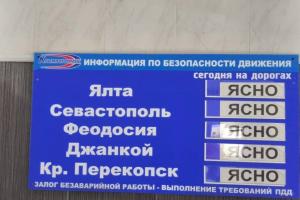 ИНФОРМАЦИЯ ПО БЕЗОПАСНОСТИ ДВИЖЕНИЯ
сегодня на дорогах
Ялта ЯСНО
Севастополь ЯСНО
Феодосия ЯСНО
Джанкой ЯСНО
Кр. Перекопск ЯСНО
ЗАЛОГ БЕЗАВАРИЙНОЙ РАБОТЫ - ВЫПОЛНЕНИЕ ТРЕБОВАНИЙ ПДД